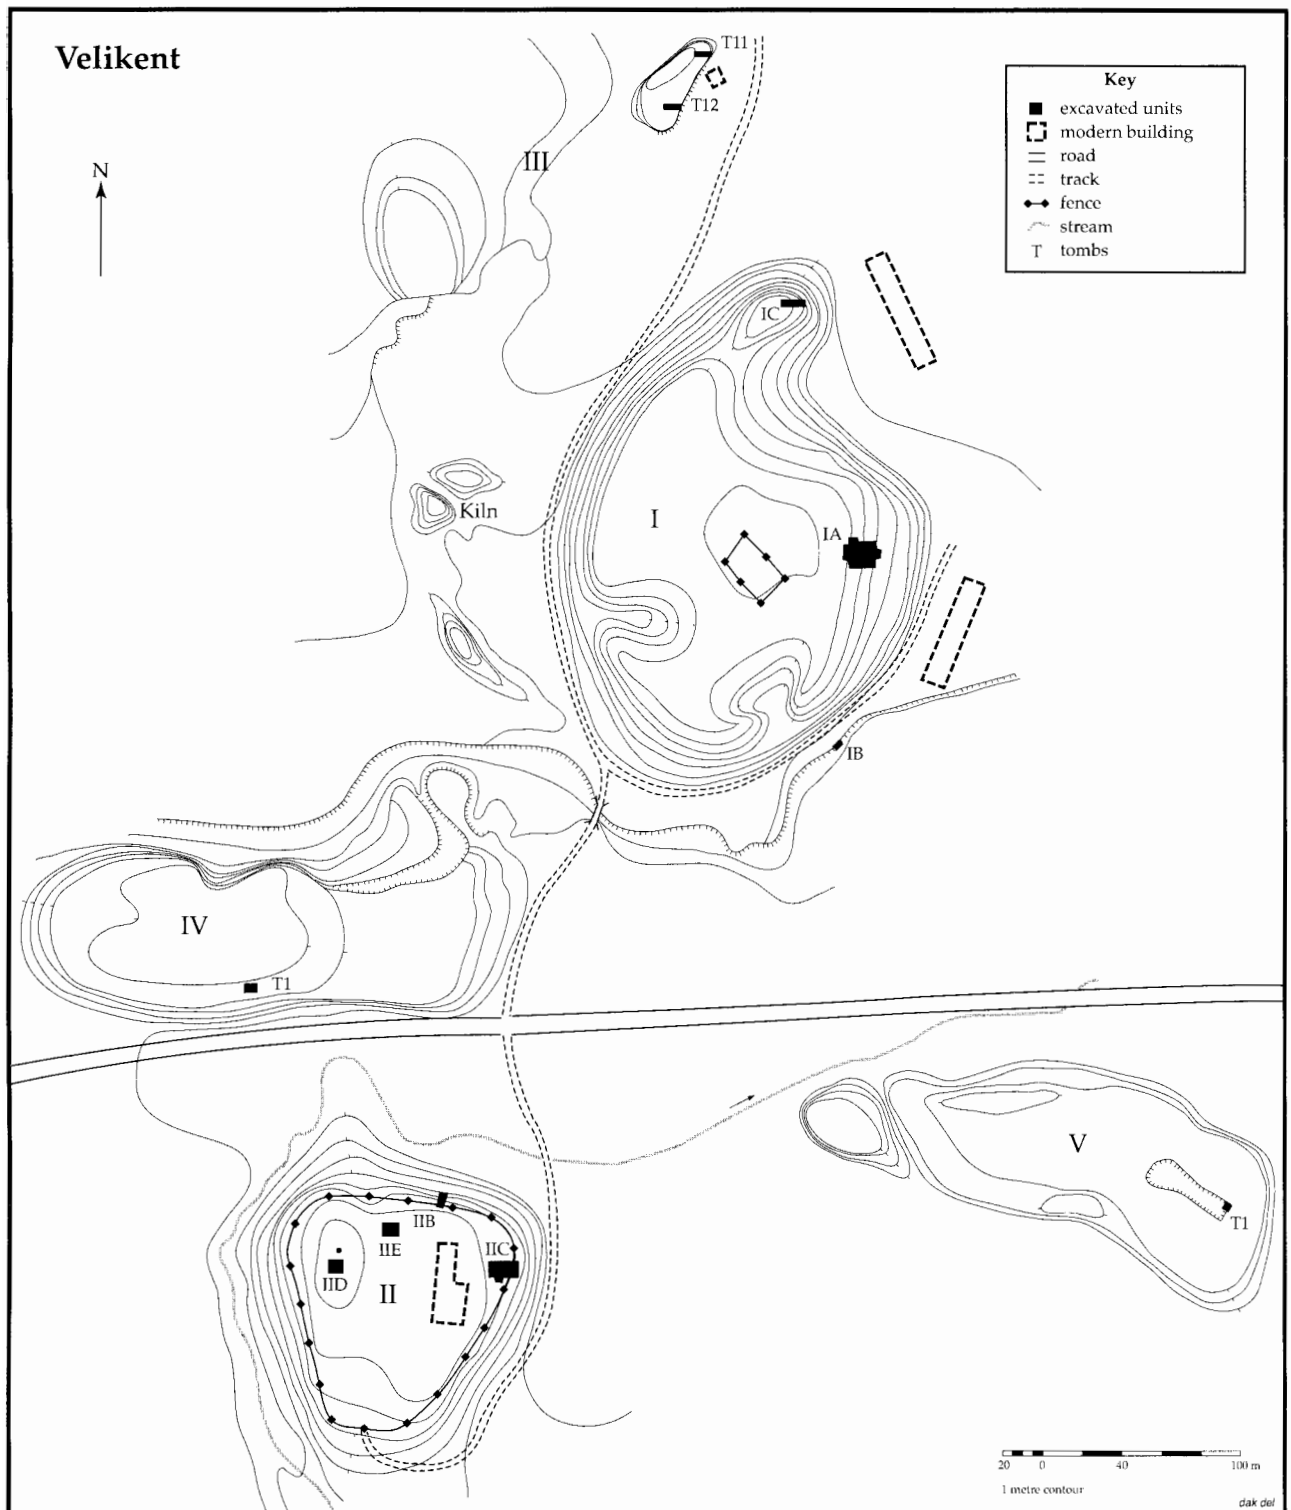 Velikent
T11
Key
T12
excavated units
modern building
N
III
road
track
fence
stream
T tombs
IC
Kiln
I
IA
IB
IV
T1
V
T1
IIB
IIE
IIC
IID
II
20 0 40 100 m
1 metre contour
dak del